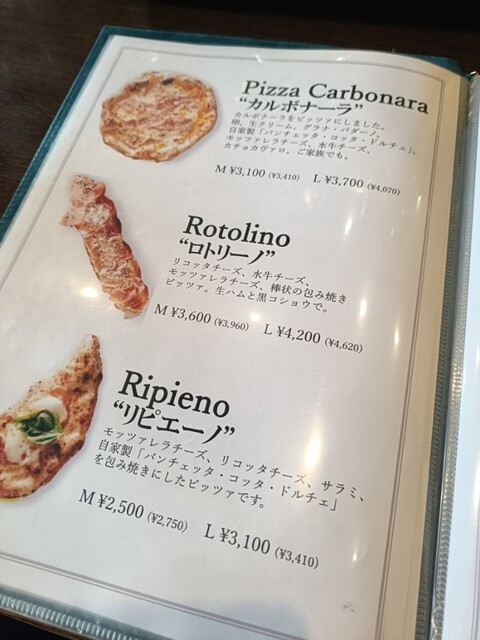 Pizza Carbonara
“カルボナーラ”
カルボナーラをピッツァにしました。
卵、生クリーム、グラナ・パダーノ、
自家製「パンチェッタ・コッタ・ドルチェ」、
モッツァレラチーズ、水牛チーズ、
カチョカヴァロ。ご家族でも。
M ¥3,100 (¥3,410) L ¥3,700 (¥4,070)
Rotolino
“ロトリーノ”
リコッタチーズ、水牛チーズ、
モッツァレラチーズ、棒状の包み焼き
ピッツァ。生ハムと黒コショウで。
M ¥3,600 (¥3,960) L ¥4,200 (¥4,620)
Ripieno
“リピエーノ”
モッツァレラチーズ、リコッタチーズ、サラミ、
自家製「パンチェッタ・コッタ・ドルチェ」
を包み焼きにしたピッツァです。
M ¥2,500 (¥2,750) L ¥3,100 (¥3,410)